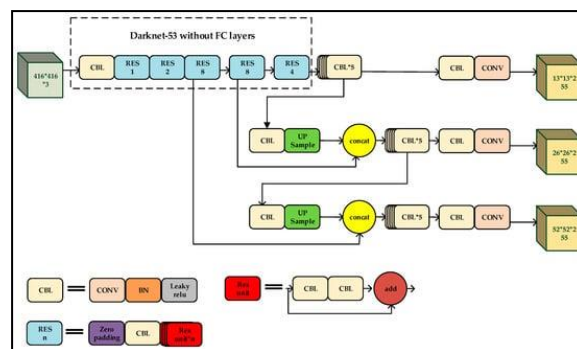 Darknet-53 without FC layers
416*416
*3
CBL
RES
1
RES
2
RES
8
RES
8
RES
4
CBL*5
CBL
CONV
13*13*2
55
CBL
UP
Sample
concat
CBL*5
CBL
CONV
26*26*2
55
CBL
UP
Sample
concat
CBL*5
CBL
CONV
52*52*2
55
CBL
CONV
BN
Leaky
relu
Res
unit
CBL
CBL
add
RES
n
Zero
padding
CBL
Res
unit*n